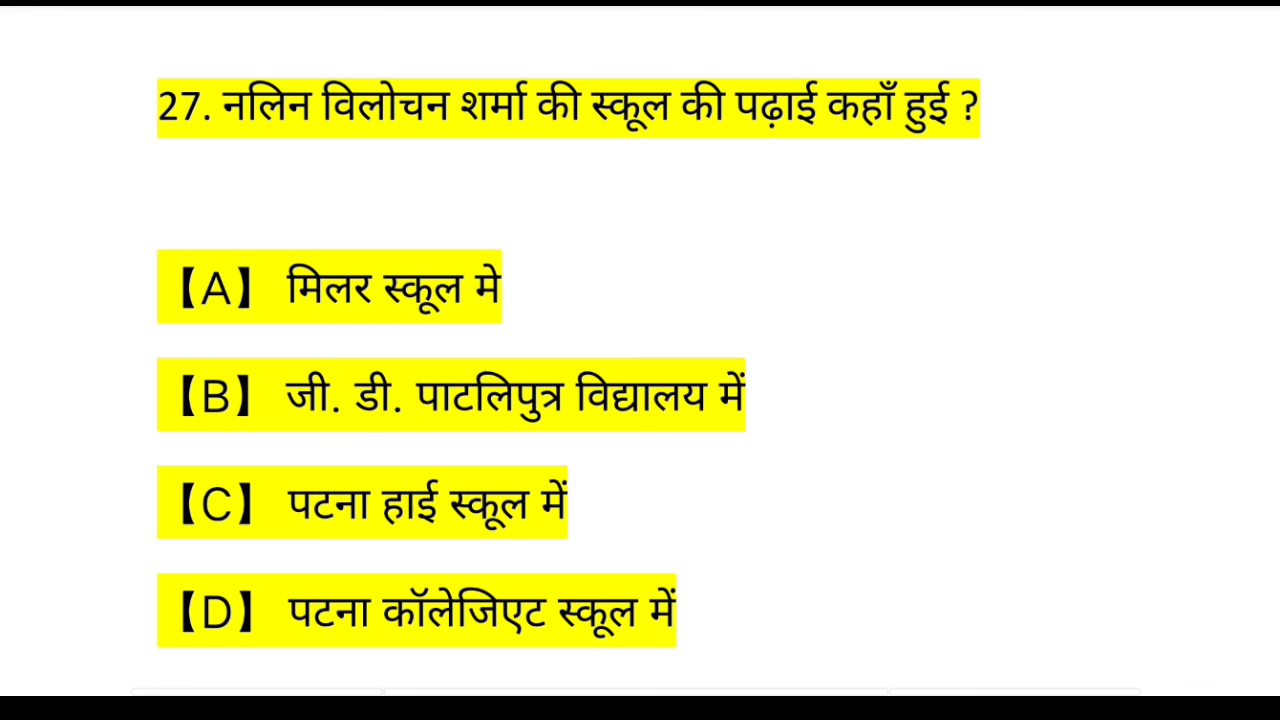 27. नलिन विलोचन शर्मा की स्कूल की पढ़ाई कहाँ हुई ?
【A】 मिलर स्कूल मे
【B】 जी. डी. पाटलिपुत्र विद्यालय में
【C】 पटना हाई स्कूल में
【D】 पटना कॉलेजिएट स्कूल में